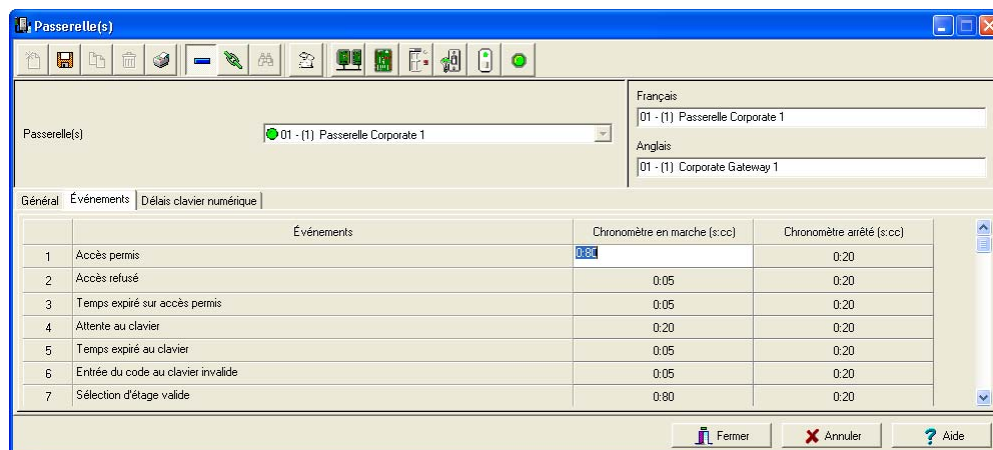 Passerelle(s)
Français
01 - (1) Passerelle Corporate 1
Passerelle(s)
01 - (1) Passerelle Corporate 1
Anglais
01 - (1) Corporate Gateway 1
Général Événements Délais clavier numérique
Événements Chronomètre en marche (s:cc) Chronomètre arrêté (s:cc)
1 Accès permis 0:80 0:20
2 Accès refusé 0:05 0:20
3 Temps expiré sur accès permis 0:05 0:20
4 Attente au clavier 0:20 0:20
5 Temps expiré au clavier 0:05 0:20
6 Entrée du code au clavier invalide 0:05 0:20
7 Sélection d'étage valide 0:80 0:20
Fermer Annuler ? Aide